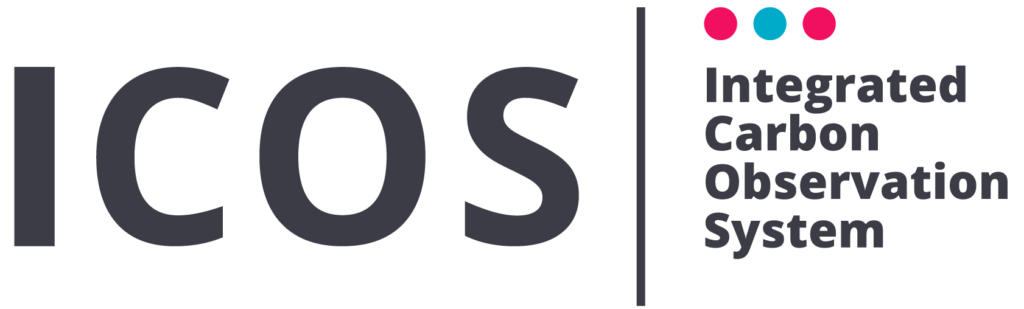 ICOS
Integrated
Carbon
Observation
System